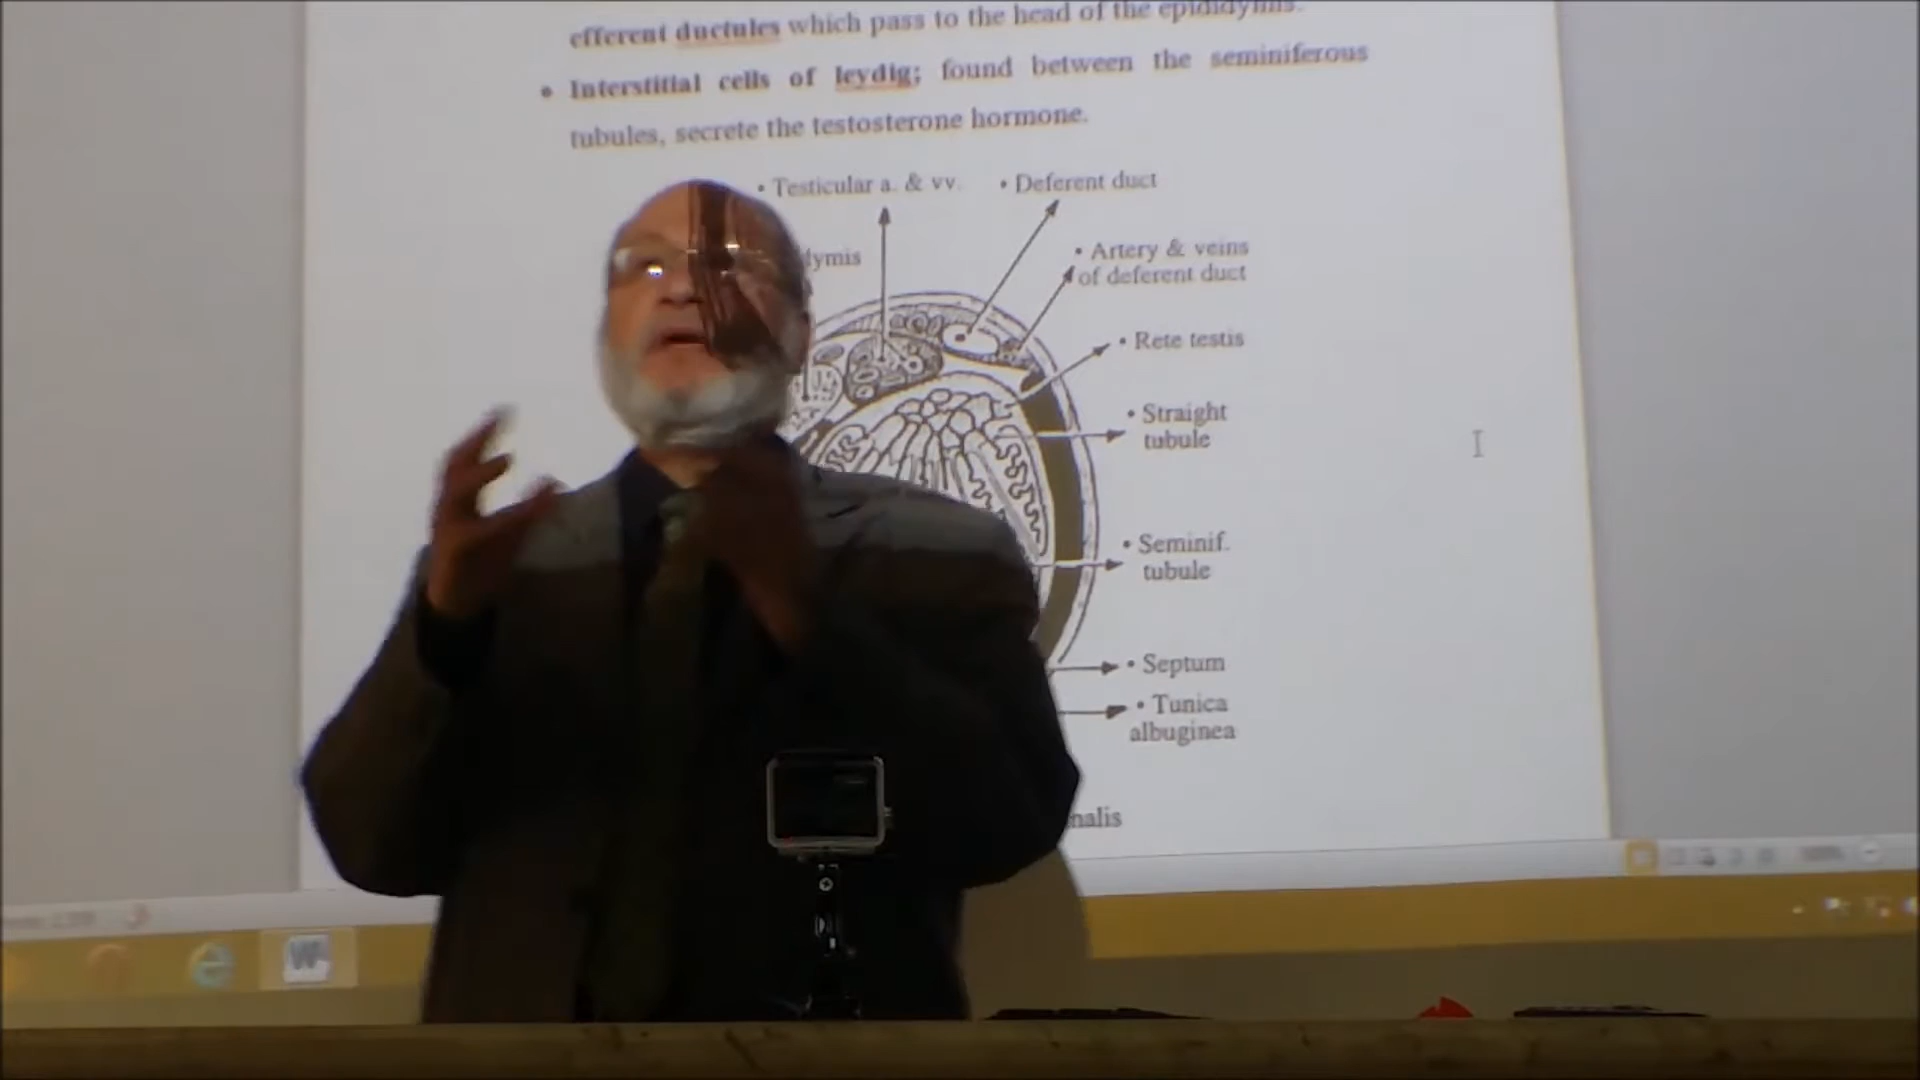 efferent ductules which pass to the head of the epididymis.
• Interstitial cells of leydig; found between the seminiferous
tubules, secrete the testosterone hormone.
• Testicular a. & vv.
• Deferent duct
dymis
• Artery & veins
of deferent duct
• Rete testis
• Straight
tubule
• Seminif.
tubule
• Septum
• Tunica
albuginea
nalis
W